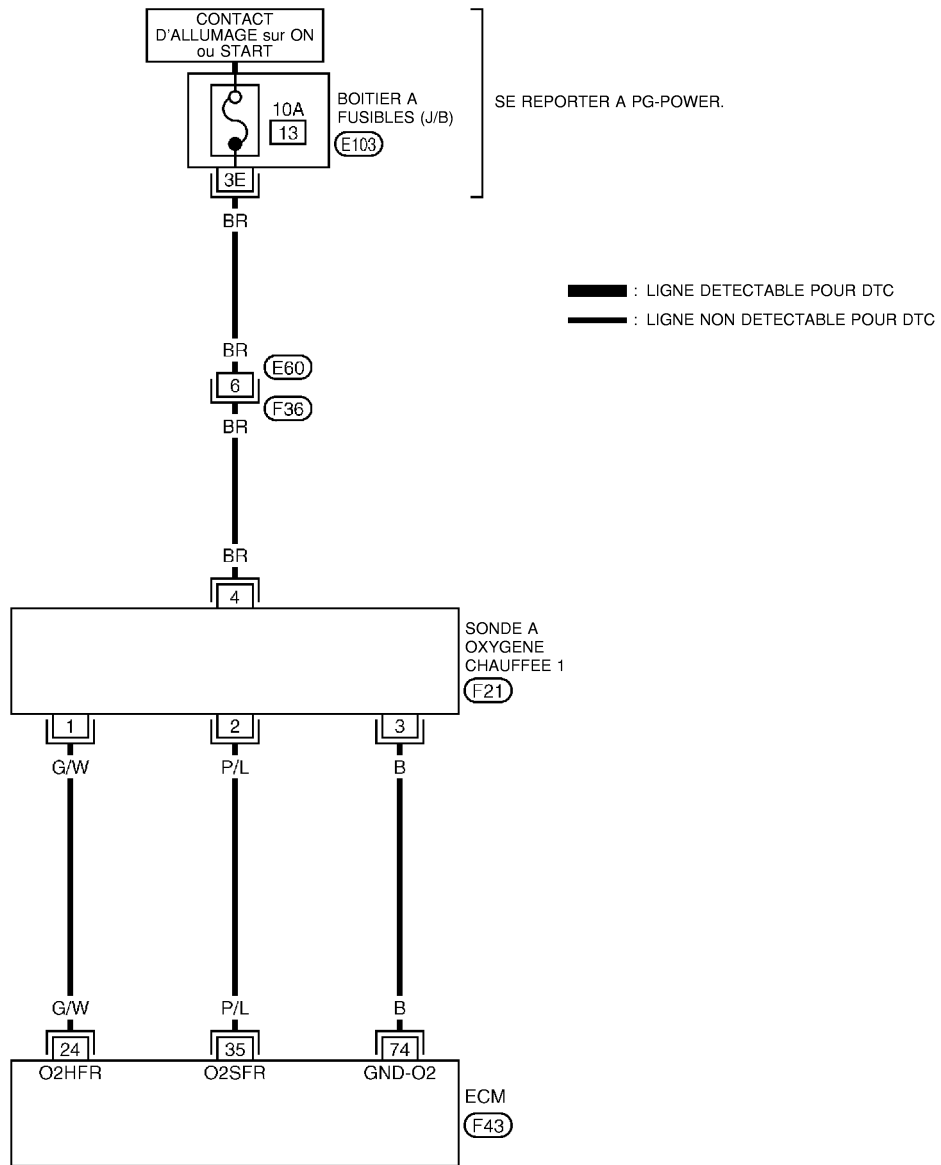 CONTACT
D'ALLUMAGE sur ON
ou START
10A
13
BOITIER A
FUSIBLES (J/B)
E103
SE REPORTER A PG-POWER.
3E
BR
: LIGNE DETECTABLE POUR DTC
: LIGNE NON DETECTABLE POUR DTC
BR
E60
6
F36
BR
BR
4
SONDE A
OXYGENE
CHAUFFEE 1
F21
1 2 3
G/W P/L B
G/W P/L B
24 35 74
O2HFR O2SFR GND-O2
ECM
F43